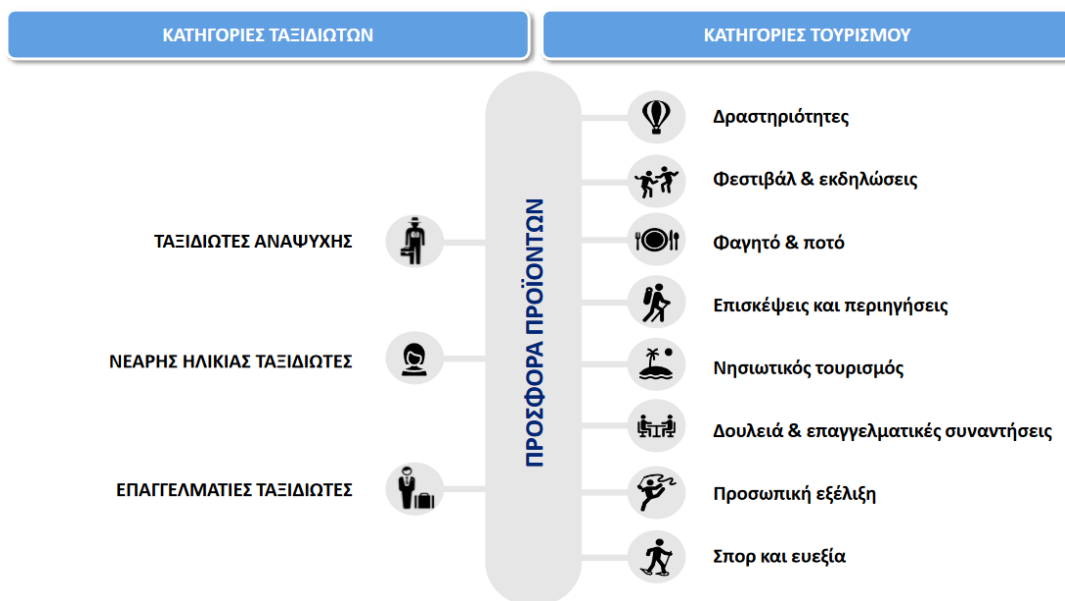 ΚΑΤΗΓΟΡΙΕΣ ΤΑΞΙΔΙΩΤΩΝ
ΚΑΤΗΓΟΡΙΕΣ ΤΟΥΡΙΣΜΟΥ
ΤΑΞΙΔΙΩΤΕΣ ΑΝΑΨΥΧΗΣ
ΝΕΑΡΗΣ ΗΛΙΚΙΑΣ ΤΑΞΙΔΙΩΤΕΣ
ΕΠΑΓΓΕΛΜΑΤΙΕΣ ΤΑΞΙΔΙΩΤΕΣ
ΠΡΟΣΦΟΡΑ ΠΡΟΪΟΝΤΩΝ
Δραστηριότητες
Φεστιβάλ & εκδηλώσεις
Φαγητό & ποτό
Επισκέψεις και περιηγήσεις
Νησιωτικός τουρισμός
Δουλειά & επαγγελματικές συναντήσεις
Προσωπική εξέλιξη
Σπορ και ευεξία